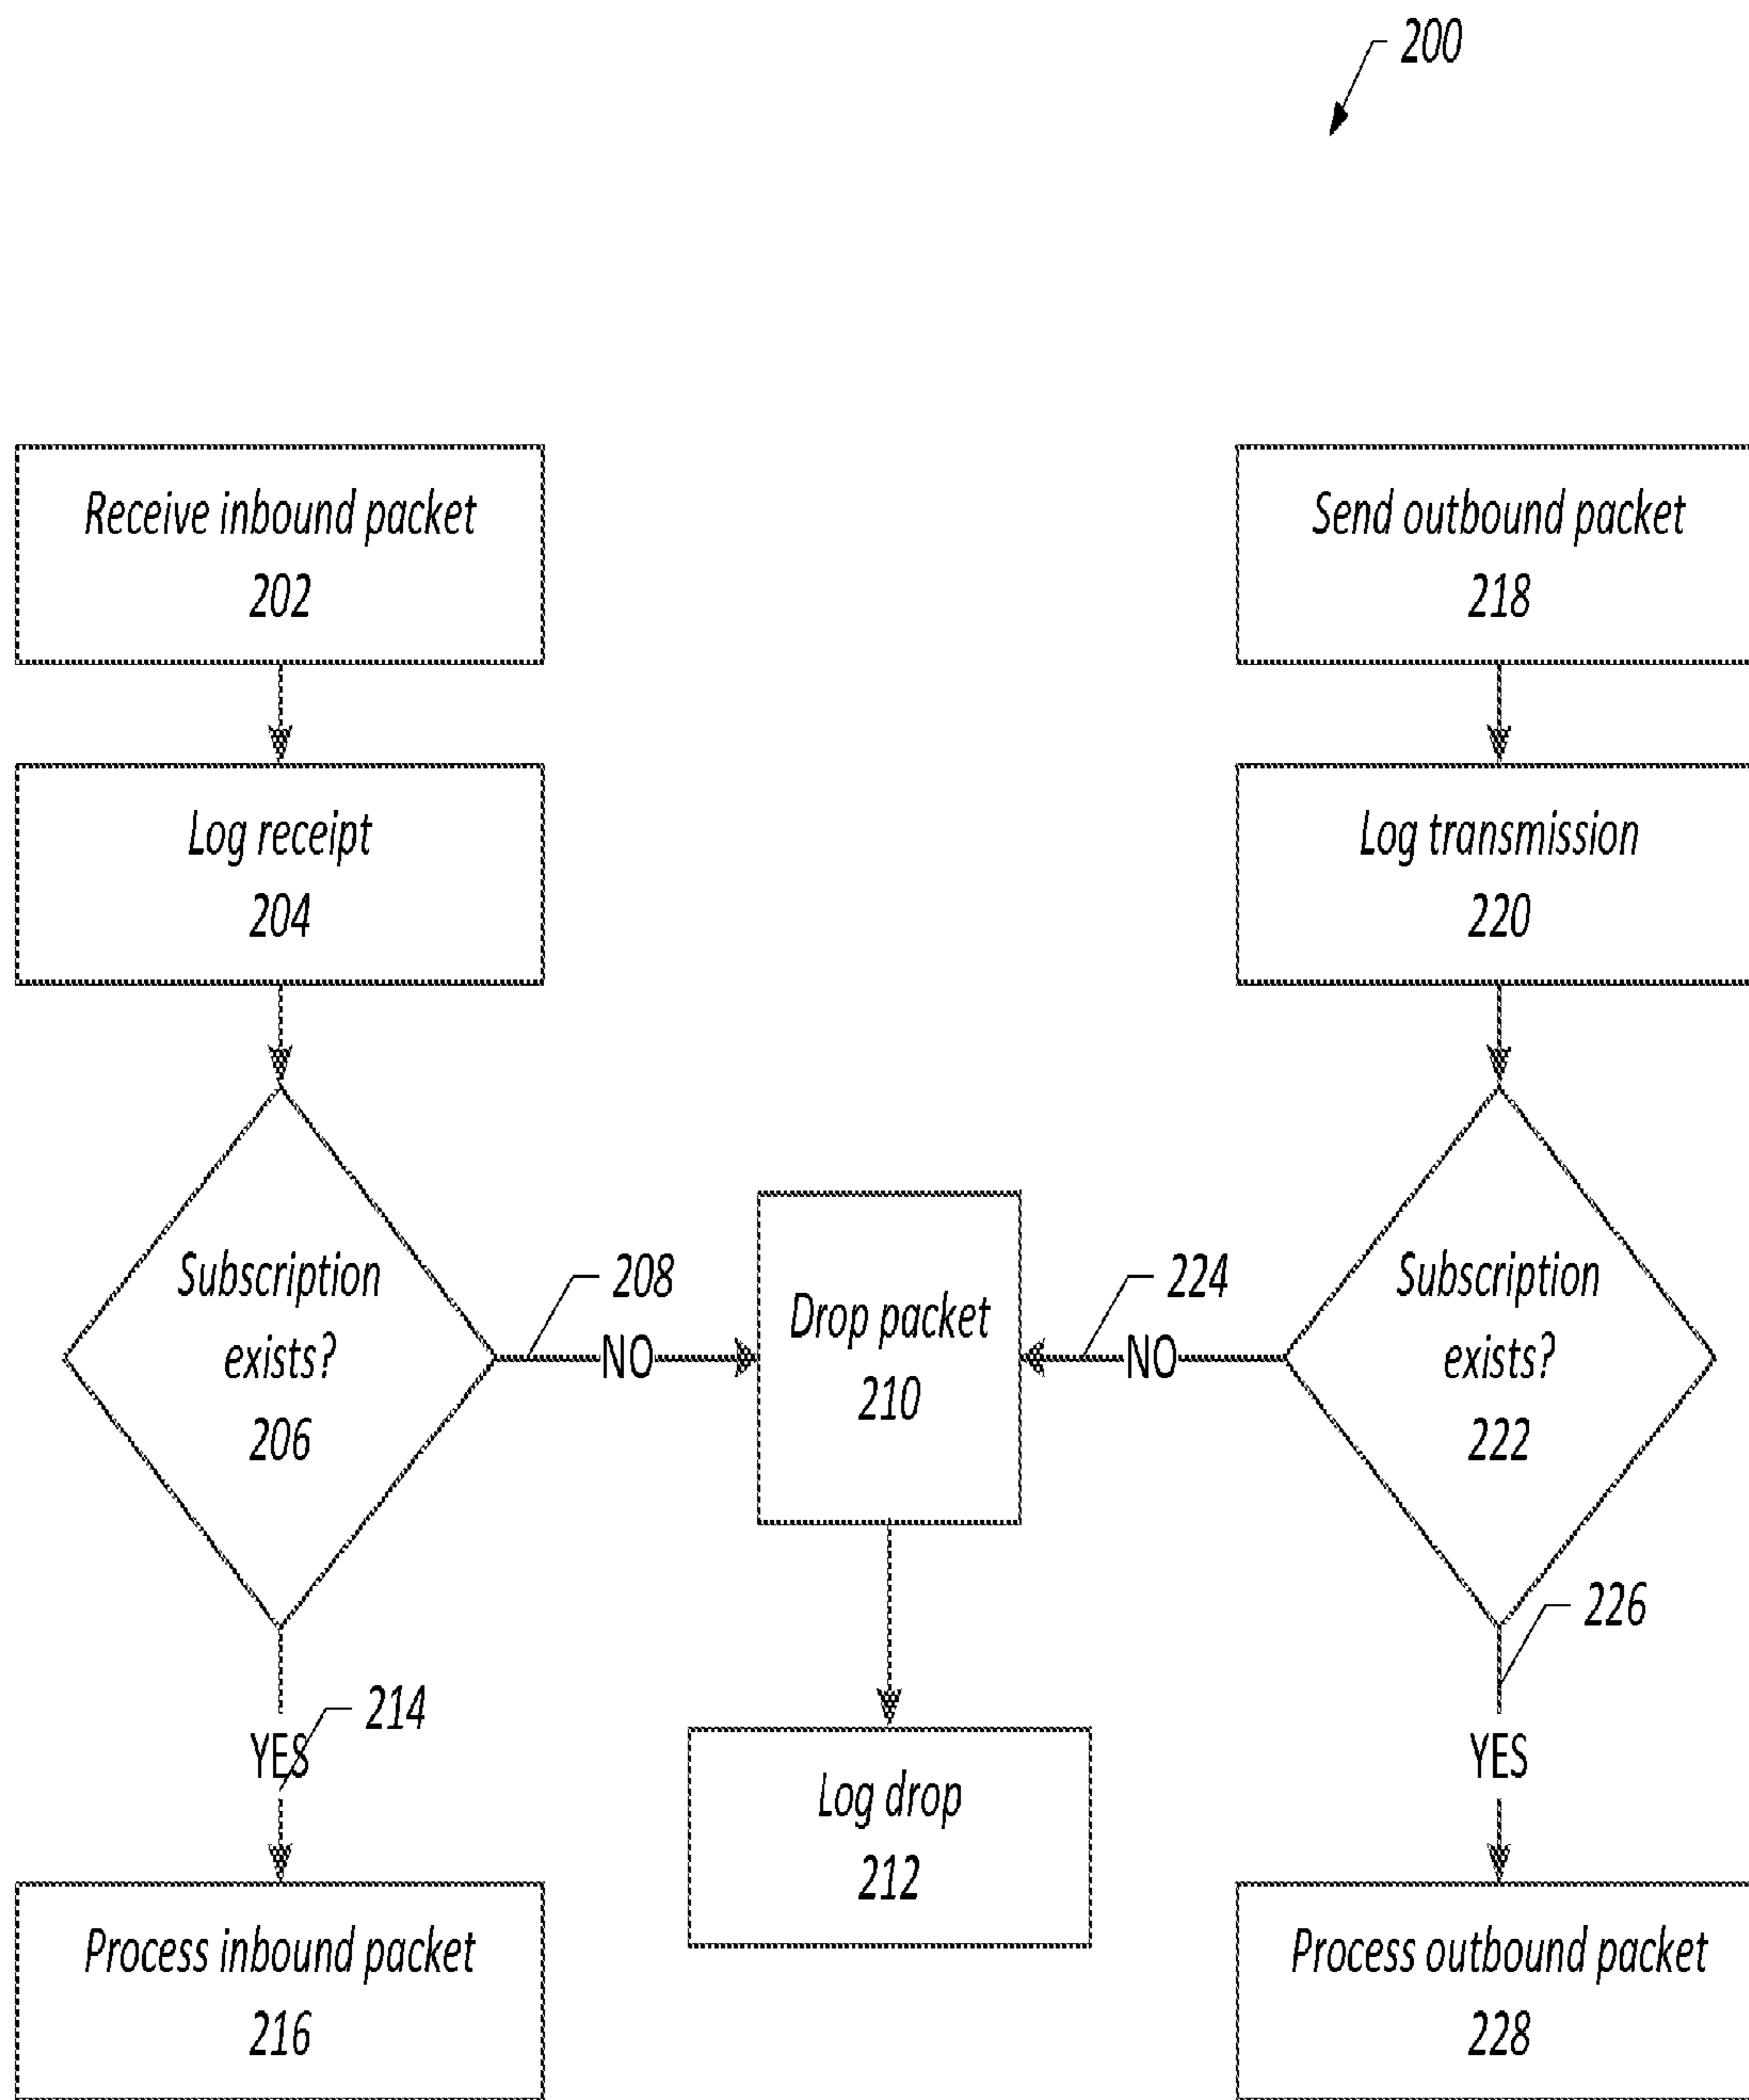 200
Receive inbound packet
202
Send outbound packet
218
Log receipt
204
Log transmission
220
Subscription
exists?
206
208
NO
Drop packet
210
224
NO
Subscription
exists?
222
214
YES
226
YES
Log drop
212
Process inbound packet
216
Process outbound packet
228